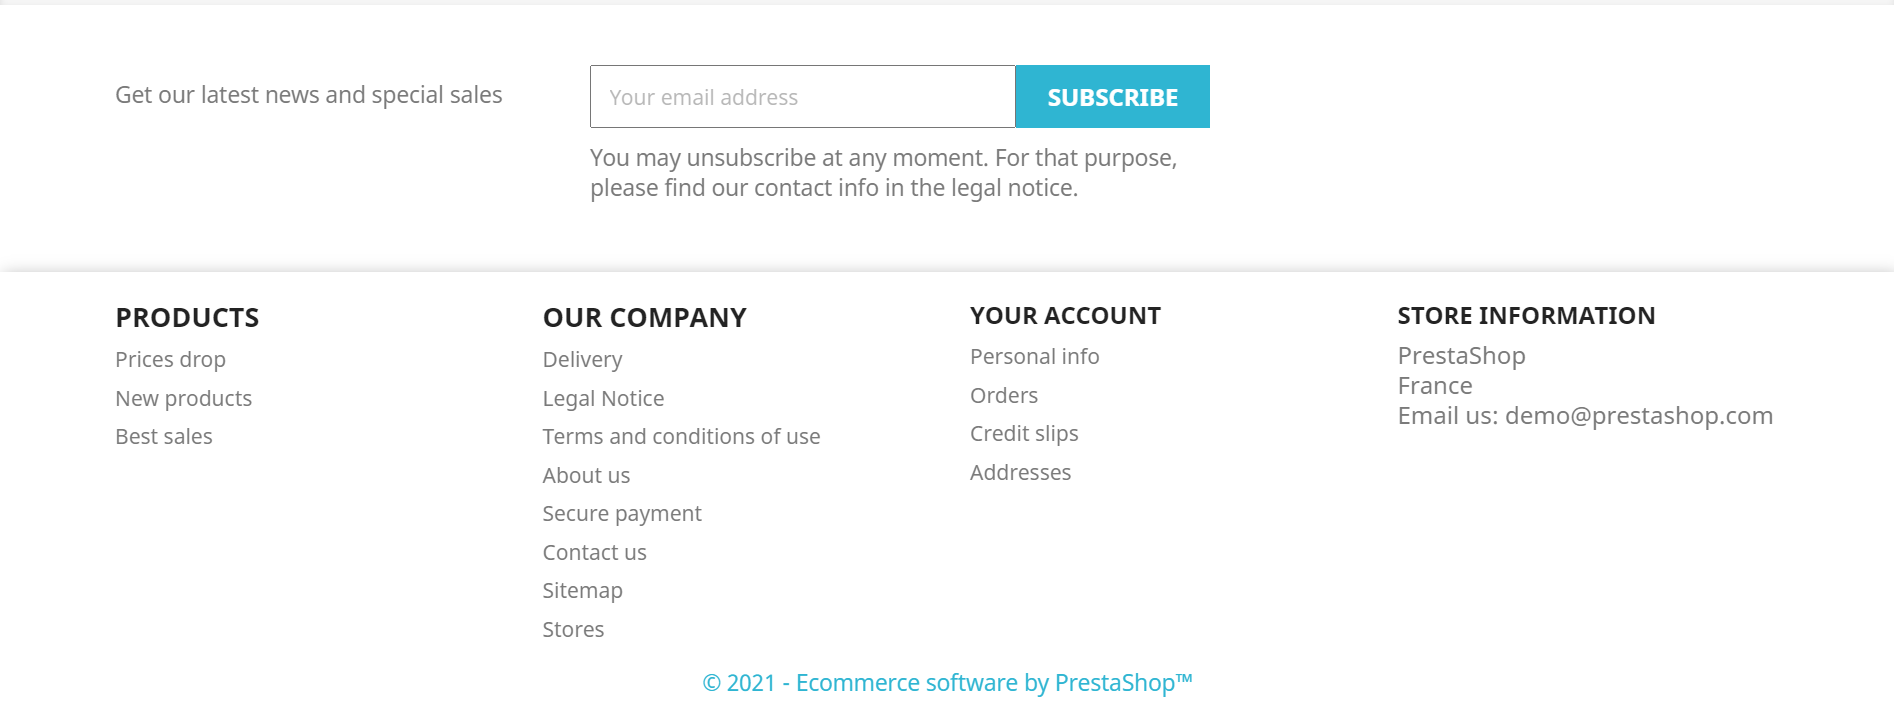 Get our latest news and special sales
Your email address
SUBSCRIBE
You may unsubscribe at any moment. For that purpose,
please find our contact info in the legal notice.
PRODUCTS
Prices drop
New products
Best sales
OUR COMPANY
Delivery
Legal Notice
Terms and conditions of use
About us
Secure payment
Contact us
Sitemap
Stores
YOUR ACCOUNT
Personal info
Orders
Credit slips
Addresses
STORE INFORMATION
PrestaShop
France
Email us: demo@prestashop.com
© 2021 - Ecommerce software by PrestaShop™